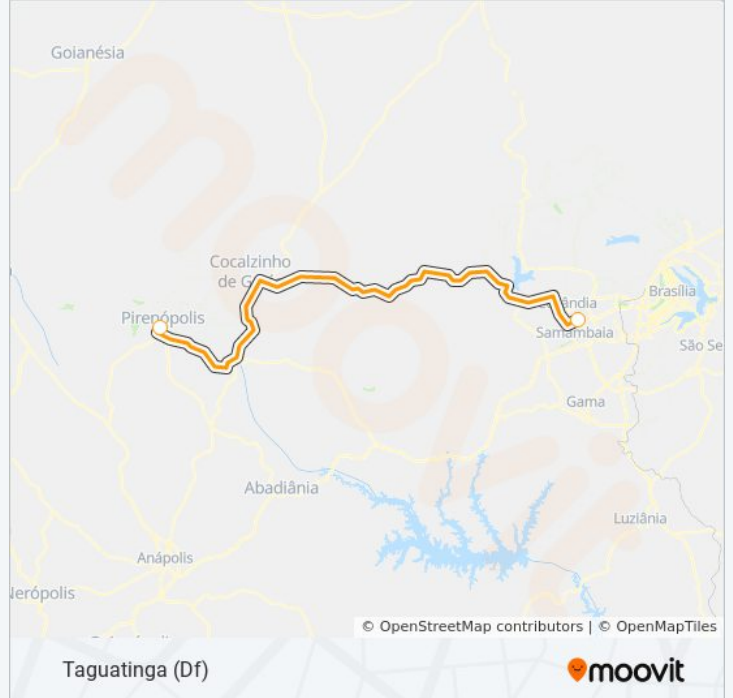 Goianésia
Cocalzinho
de G
Brasília
Pirenópolis
ândia
Samambaia
São Se
Gama
Abadiânia
Luziânia
Anápolis
Nerópolis
© OpenStreetMap contributors | © OpenMapTiles
Taguatinga (Df)
moovit